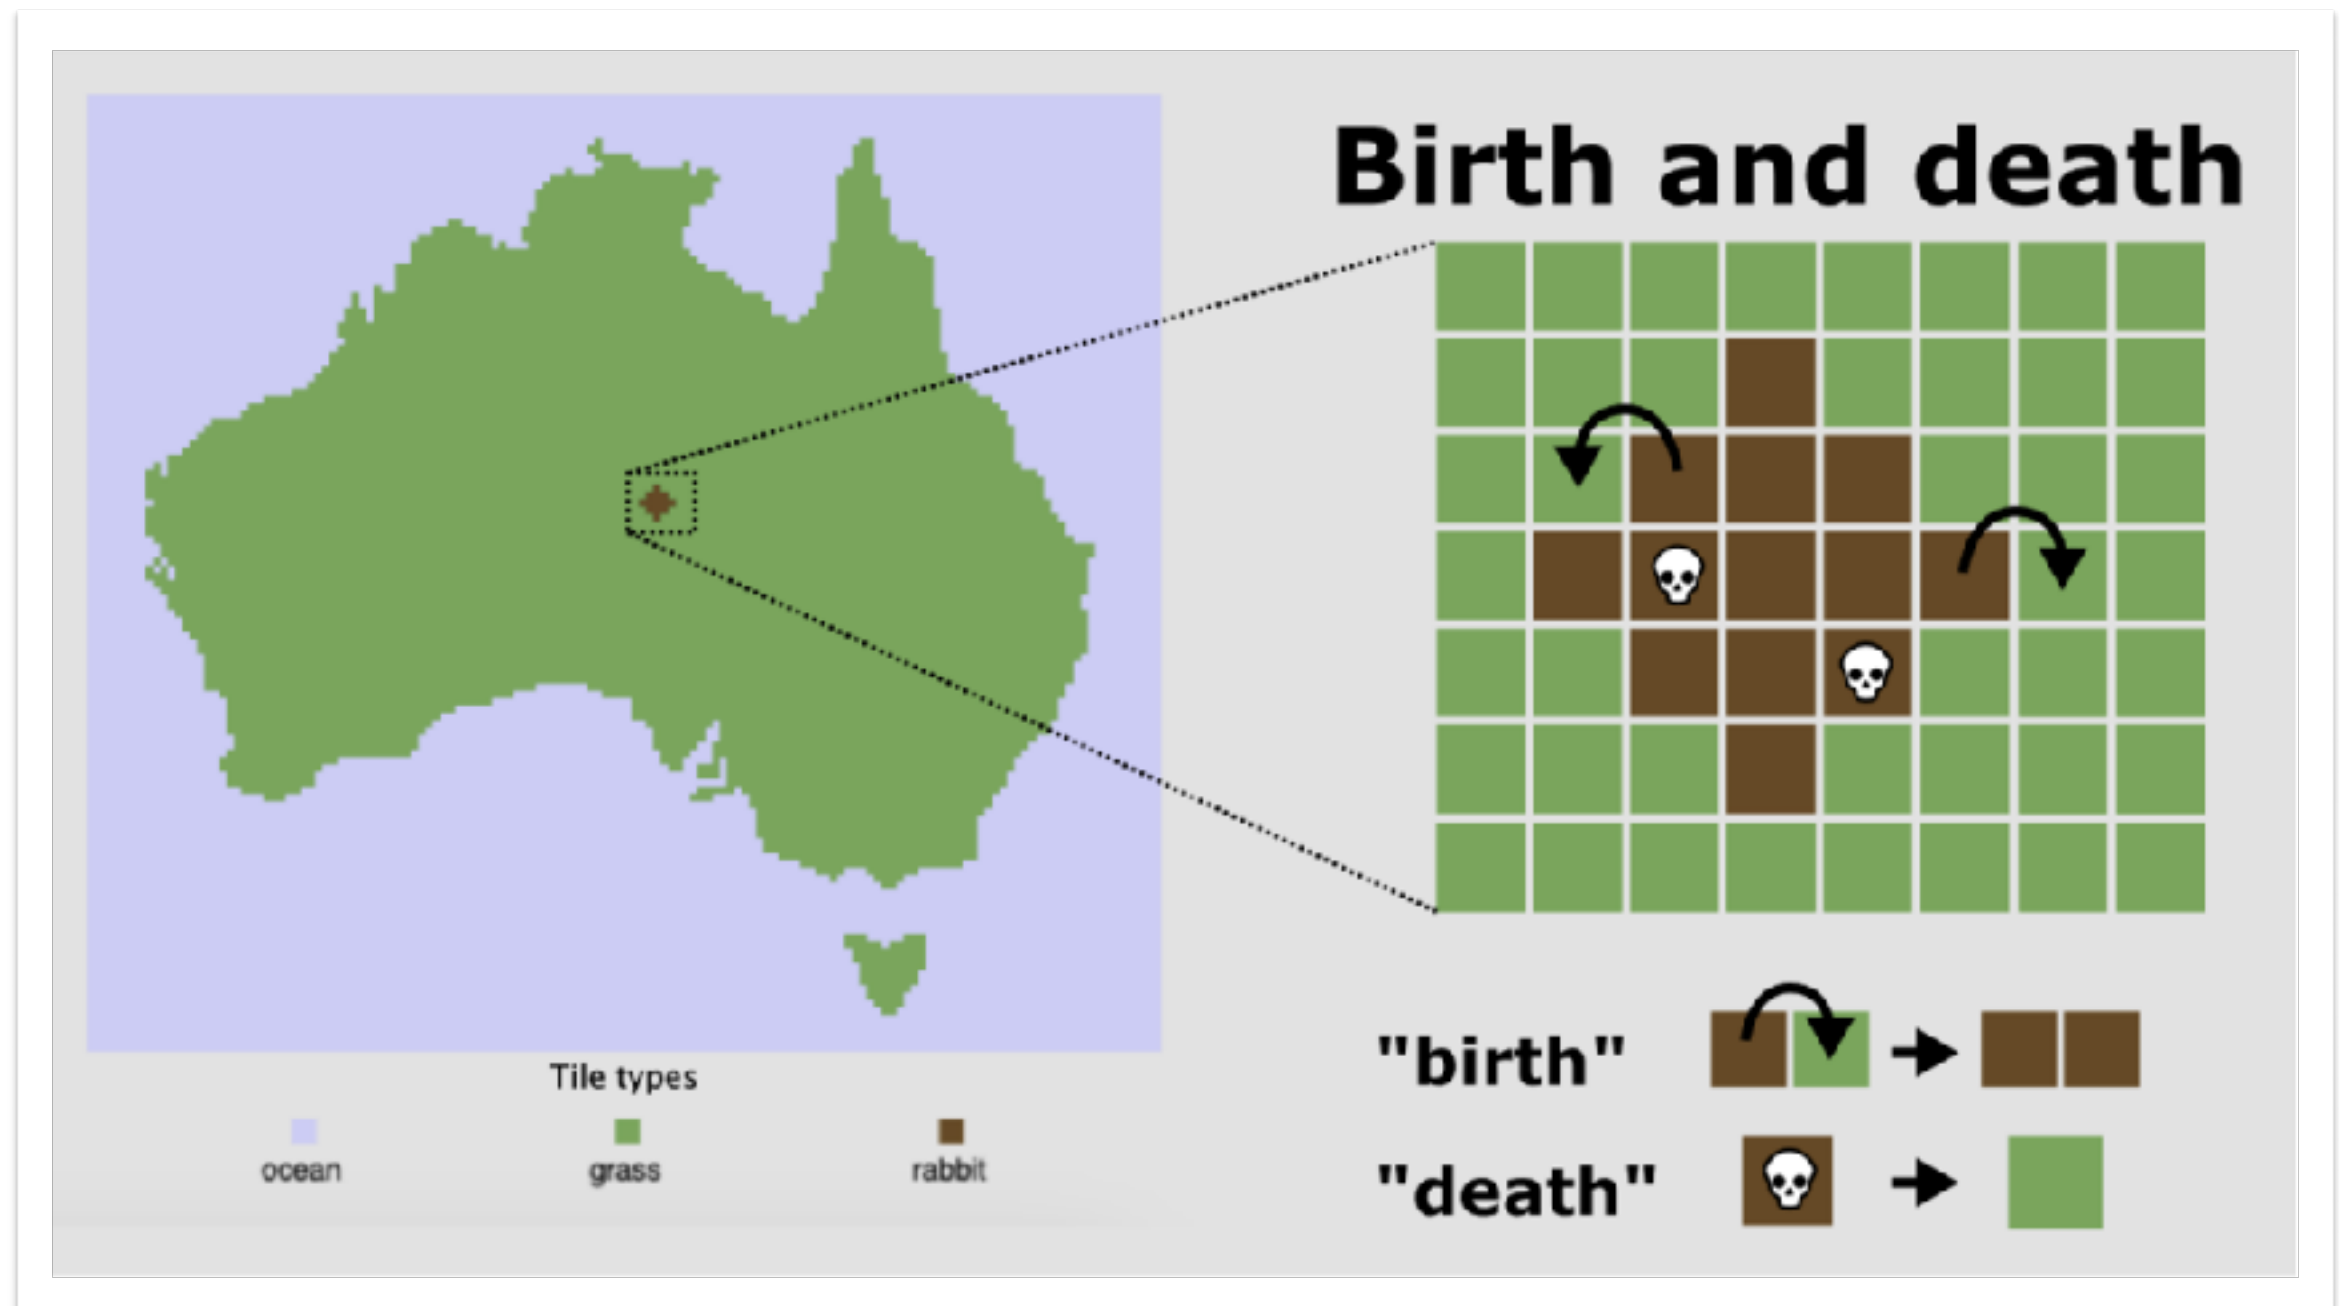 Birth and death
"birth"
"death"
Tile types
ocean
grass
rabbit